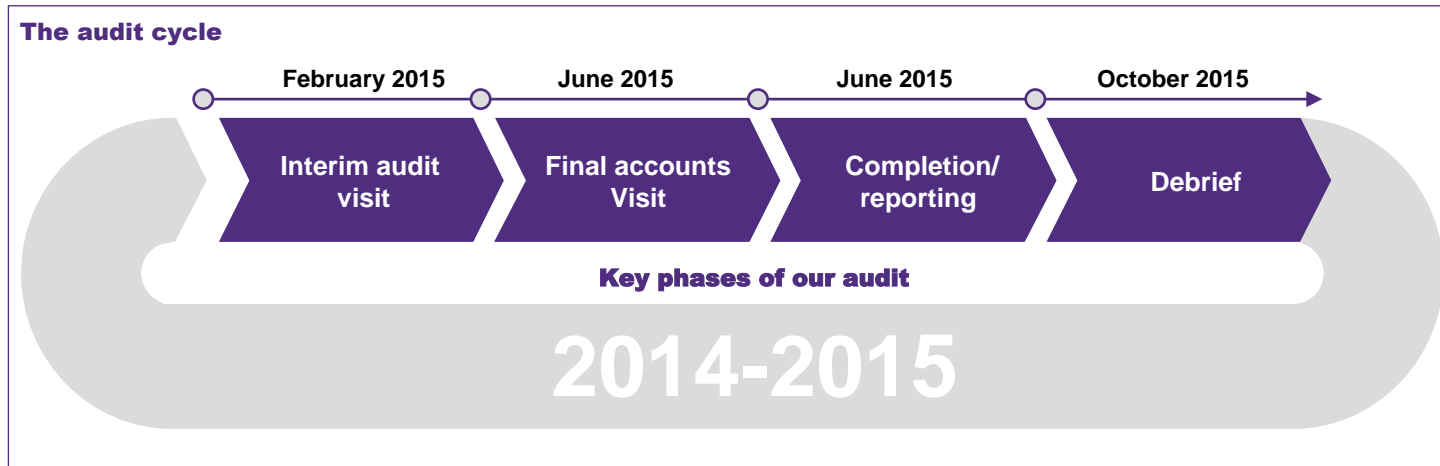 The audit cycle
February 2015
June 2015
June 2015
October 2015
Interim audit
visit
Final accounts
Visit
Completion/
reporting
Debrief
Key phases of our audit
2014-2015